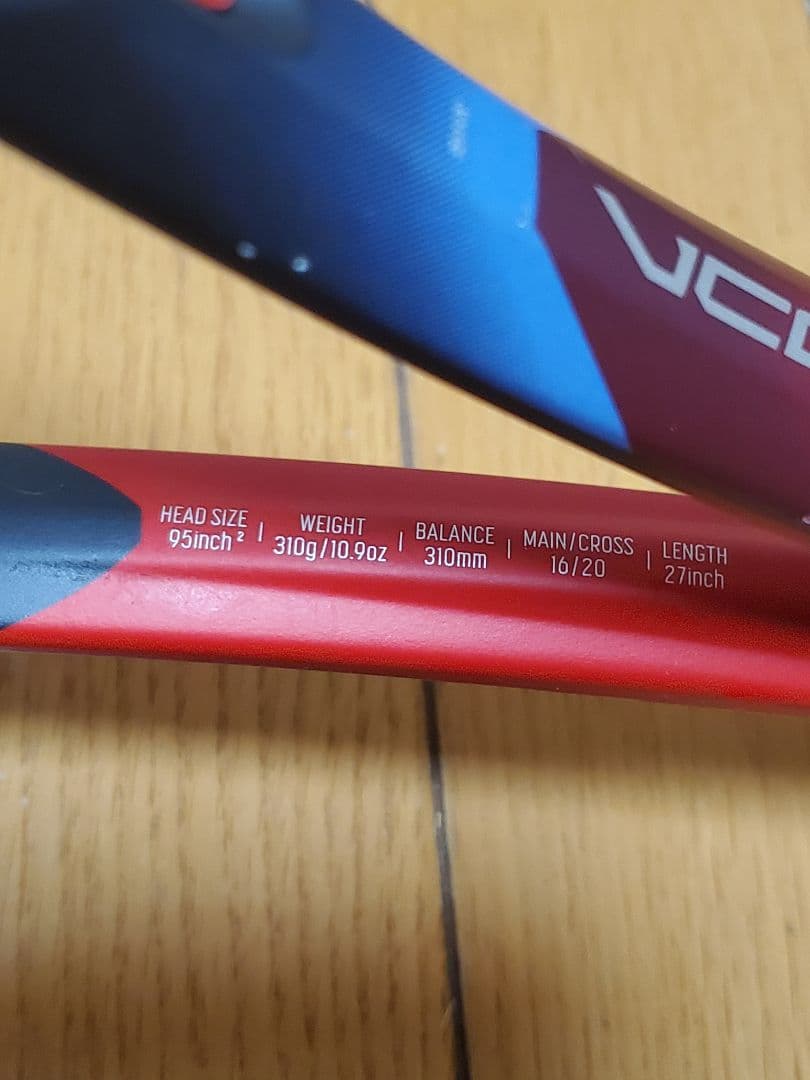 VC
HEAD SIZE
95inch²
|
WEIGHT
310g/10.9oz
|
BALANCE
310mm
|
MAIN/CROSS
16/20
|
LENGTH
27inch